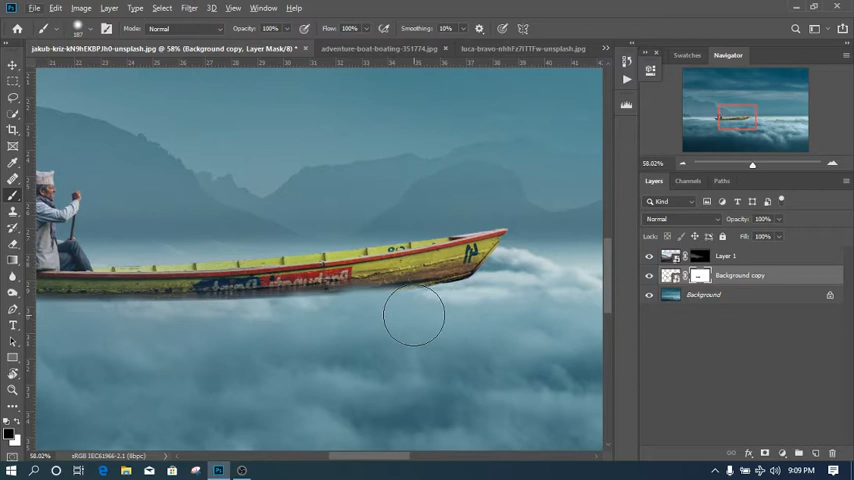 File Edit Image Layer Type Select Filter 3D View Window Help
187 Mode: Normal Opacity: 100% Flow: 100% Smoothing: 10%
jakub-kriz-kN9hEKBPJh0-unsplash.jpg @ 58% (Background copy, Layer Mask/8) * ×
adventure-boat-boating-351774.jpg ×
luca-bravo-nhhFz7ITTFw-unsplash.jpg
Swatches Navigator
58.02%
Layers Channels Paths
Kind
Normal Opacity: 100%
Lock: Fill: 100%
Layer 1
Background copy
Background
58.02% sRGB IEC61966-2.1 (8bpc)
9:09 PM